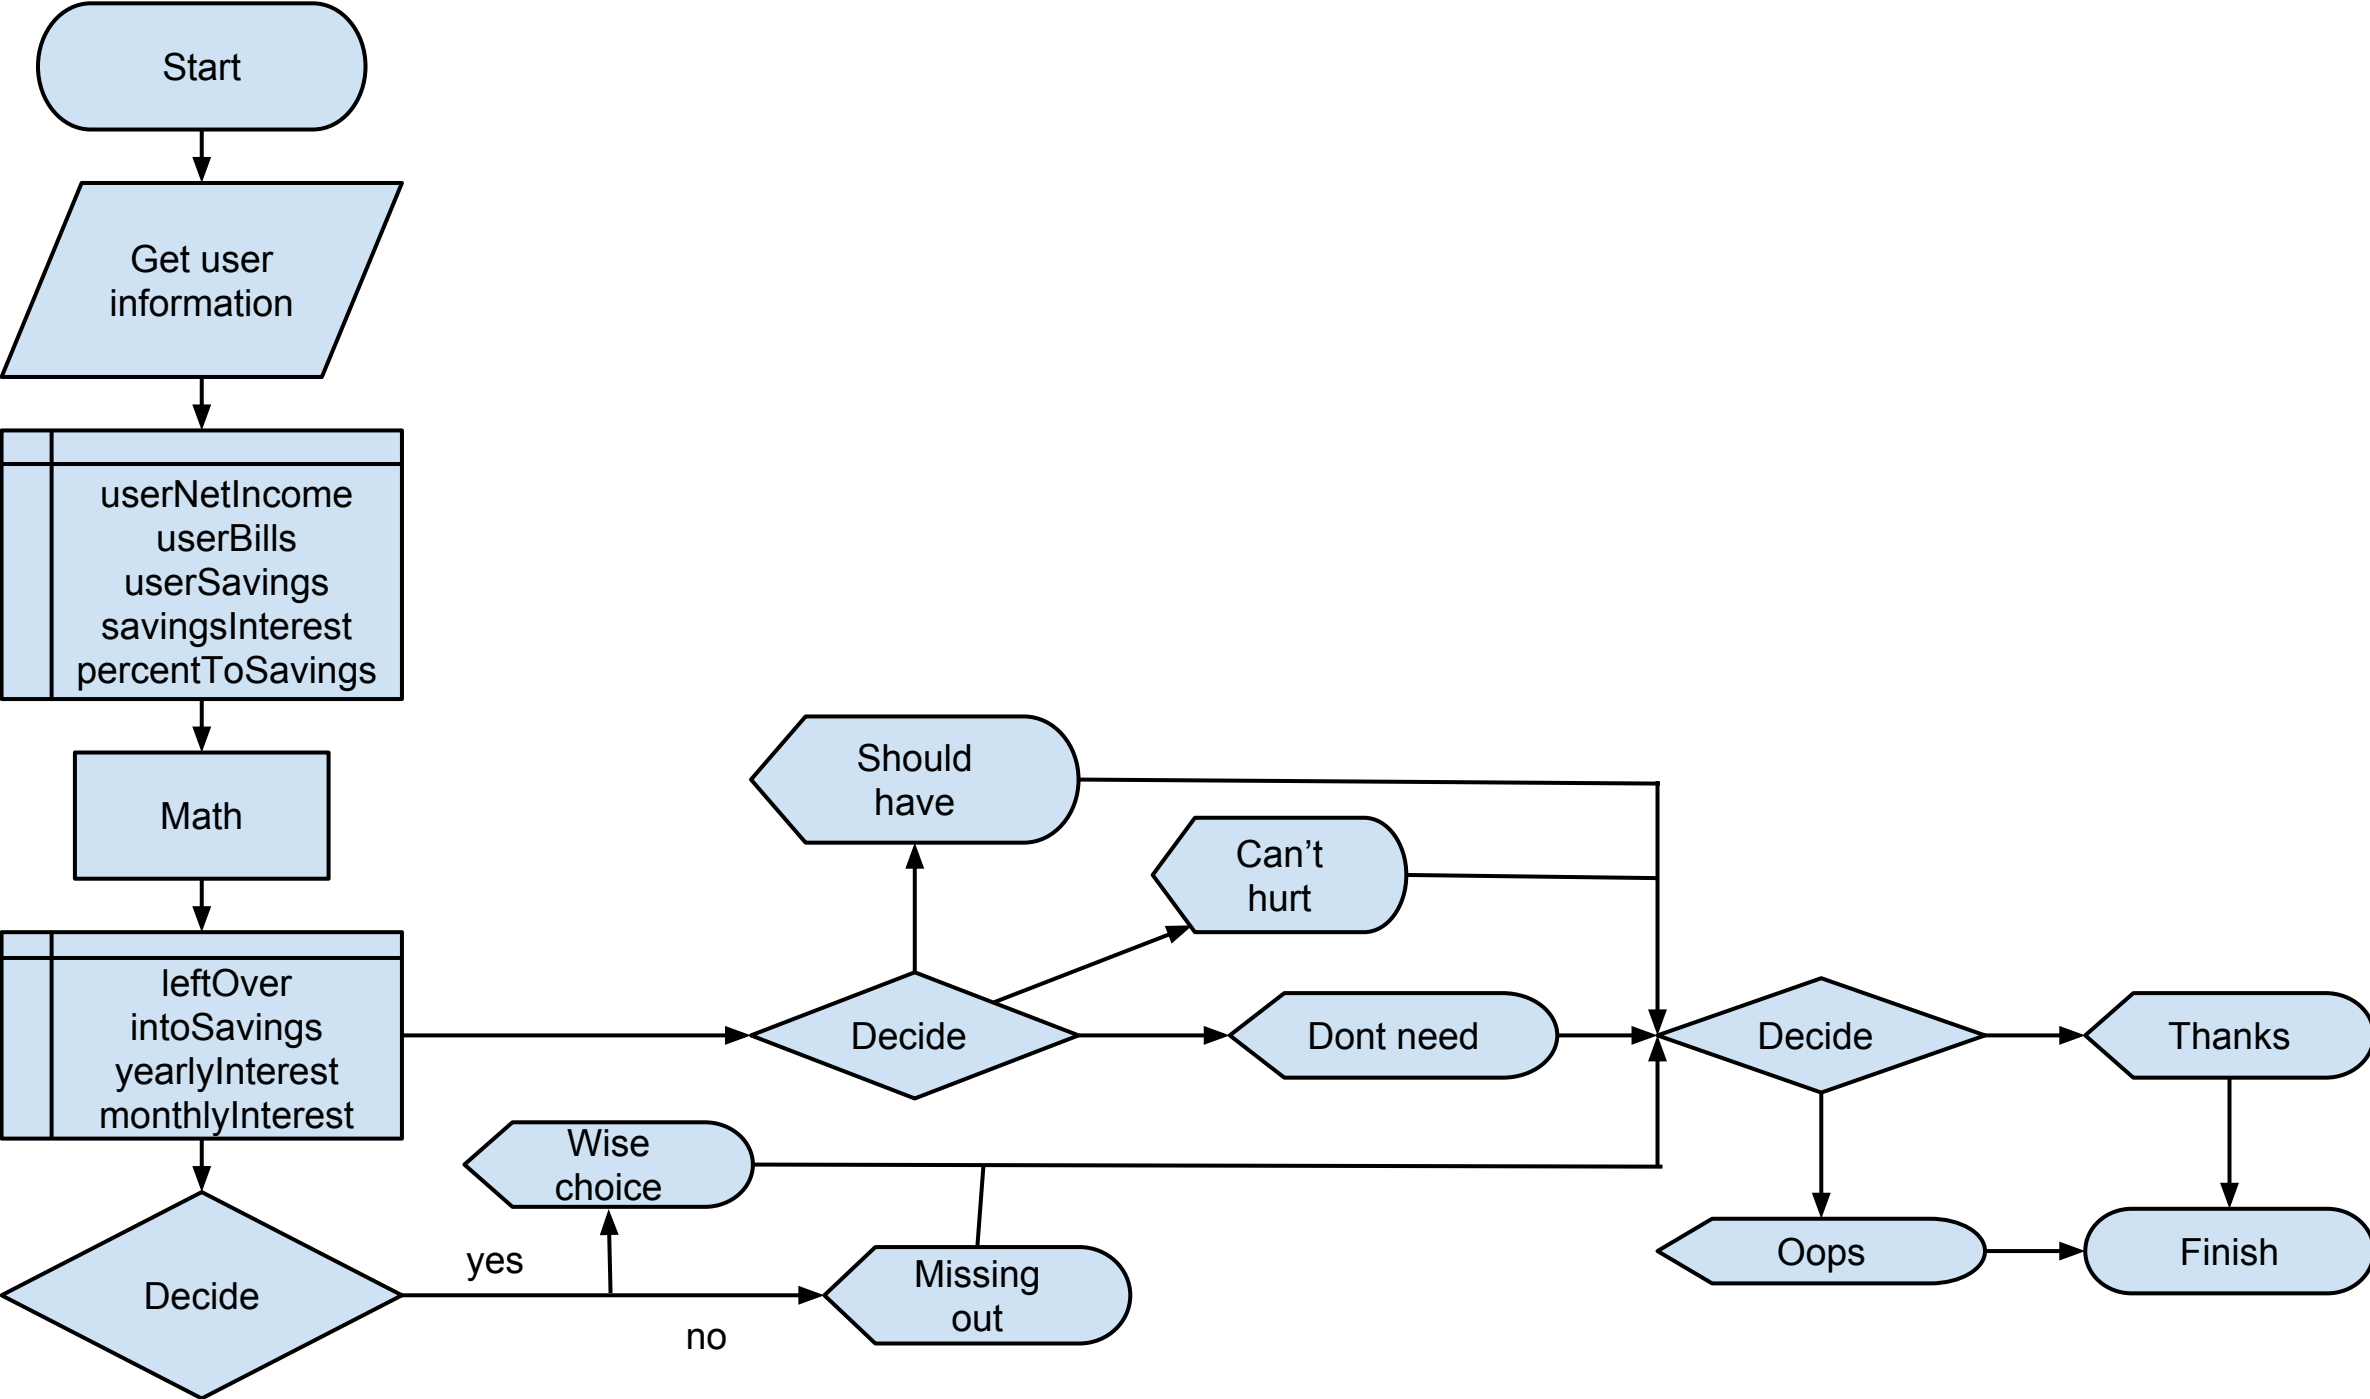 Start
Get user
information
userNetIncome
userBills
userSavings
savingsInterest
percentToSavings
Math
leftOver
intoSavings
yearlyInterest
monthlyInterest
Decide
yes
no
Wise
choice
Missing
out
Decide
Should
have
Can’t
hurt
Dont need
Decide
Thanks
Oops
Finish